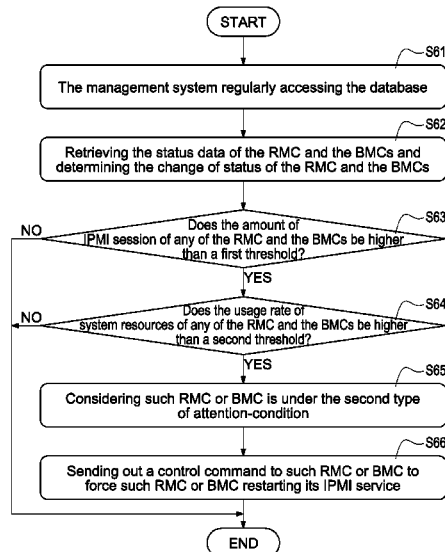 START
S61
The management system regularly accessing the database
S62
Retrieving the status data of the RMC and the BMCs and
determining the change of status of the RMC and the BMCs
S63
NO
Does the amount of
IPMI session of any of the RMC and the BMCs be higher
than a first threshold?
YES
S64
NO
Does the usage rate of
system resources of any of the RMC and the BMCs be higher
than a second threshold?
YES
S65
Considering such RMC or BMC is under the second type
of attention-condition
S66
Sending out a control command to such RMC or BMC to
force such RMC or BMC restarting its IPMI service
END